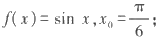 f(x)=sin x,x₀=π/6;